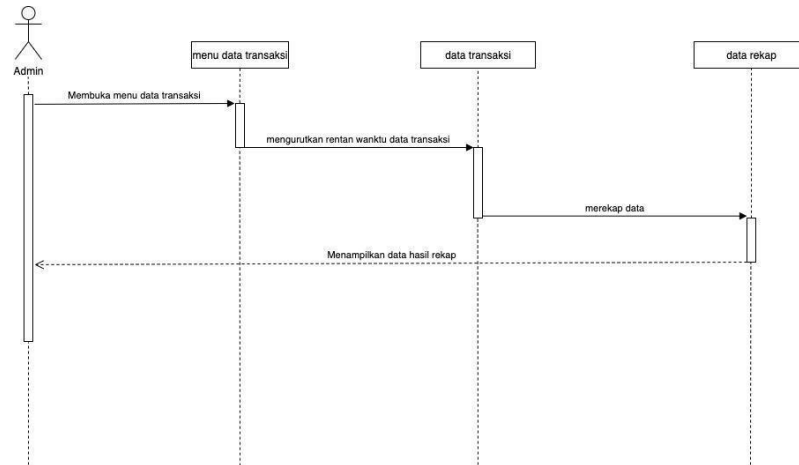 menu data transaksi
data transaksi
data rekap
Admin
Membuka menu data transaksi
mengurutkan rentan wanktu data transaksi
merekap data
Menampilkan data hasil rekap